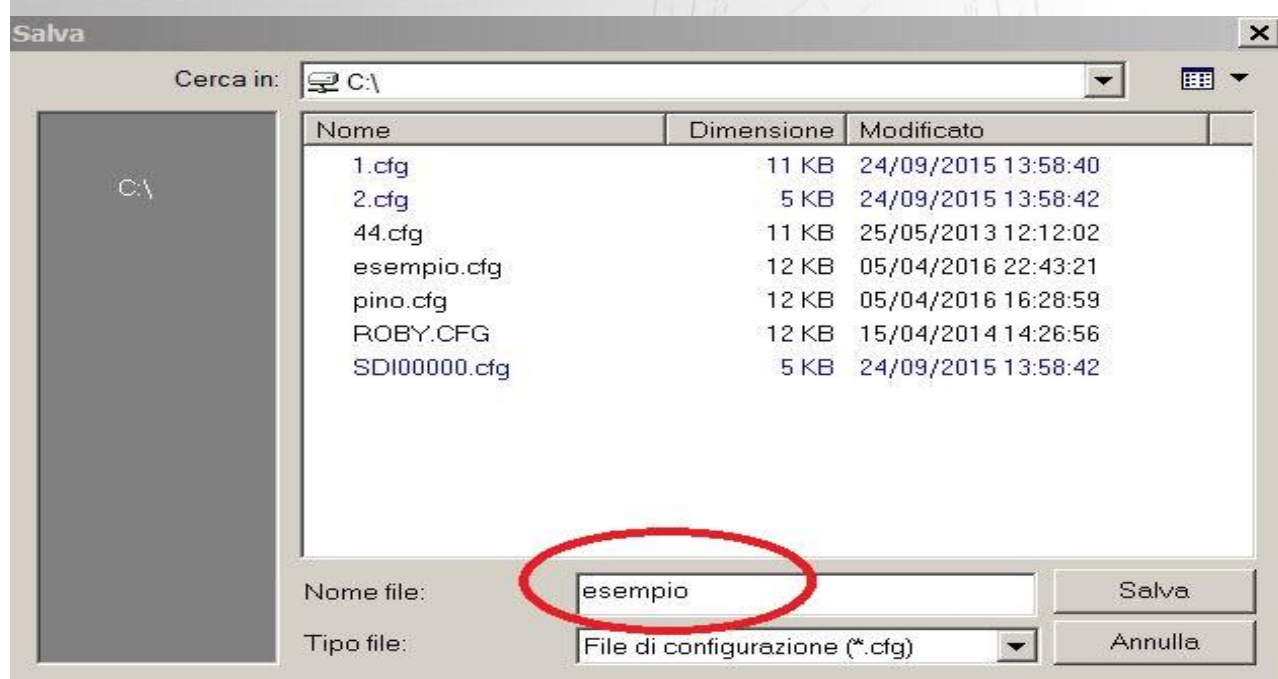 Salva
Cerca in: C:\
C:\
Nome Dimensione Modificato
1.cfg 11 KB 24/09/2015 13:58:40
2.cfg 5 KB 24/09/2015 13:58:42
44.cfg 11 KB 25/05/2013 12:12:02
esempio.cfg 12 KB 05/04/2016 22:43:21
pino.cfg 12 KB 05/04/2016 16:28:59
ROBY.CFG 12 KB 15/04/2014 14:26:56
SDI00000.cfg 5 KB 24/09/2015 13:58:42
Nome file: esempio Salva
Tipo file: File di configurazione (*.cfg) Annulla